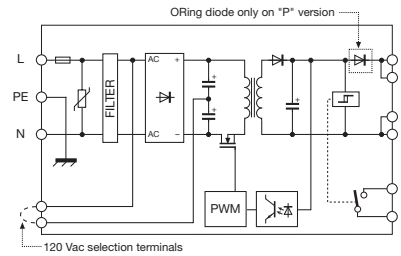 ORing diode only on "P" version
L
AC
+
PE
FILTER
+
+
+
N
AC
−
PWM
120 Vac selection terminals